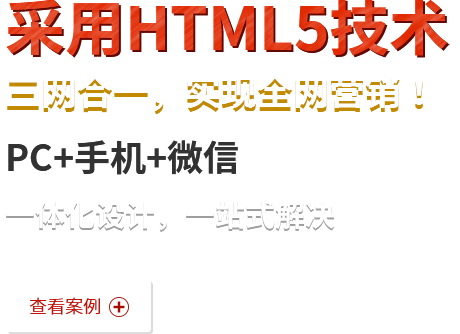 采用HTML5技术
三网合一，实现全网营销！
PC+手机+微信
一体化设计，一站式解决
查看案例